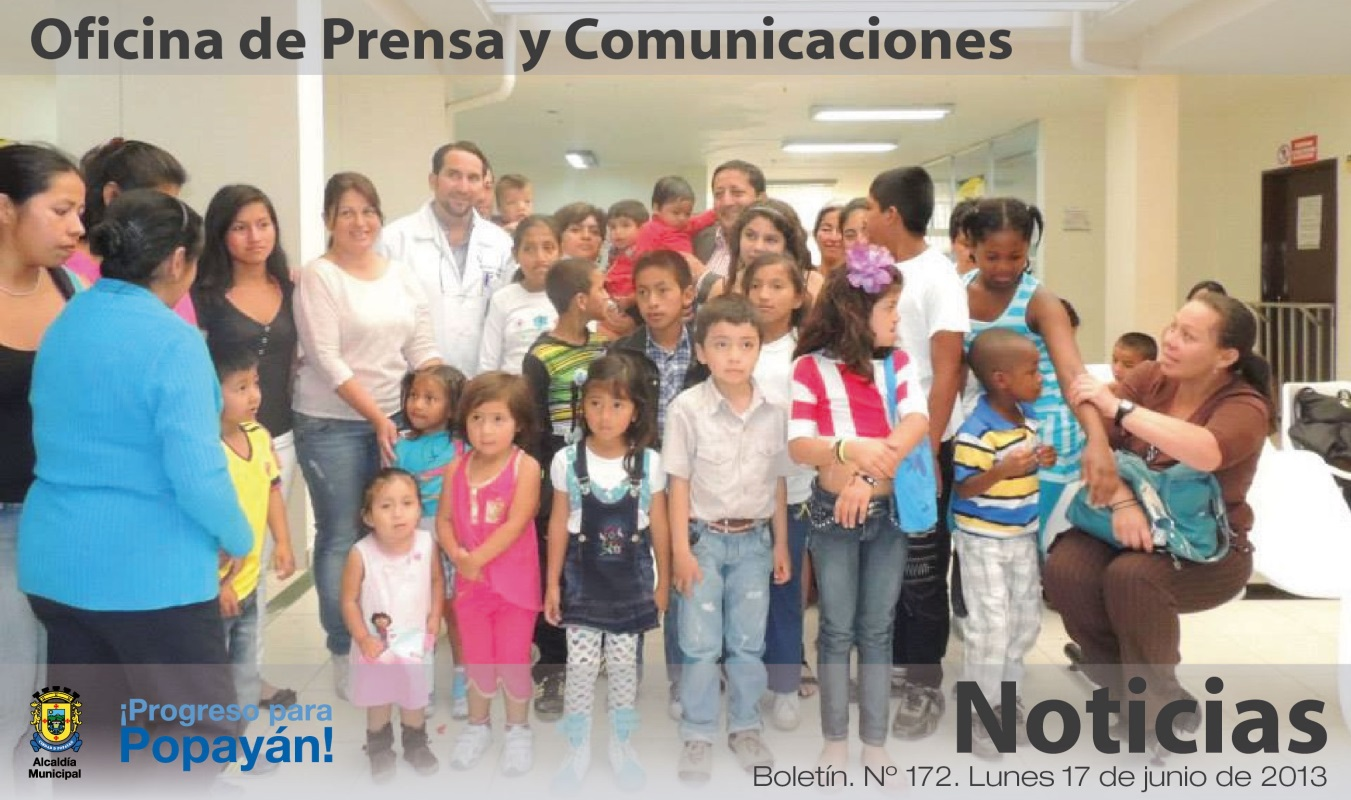 Oficina de Prensa y Comunicaciones
¡Progreso para
Popayán!
Alcaldía
Municipal
Noticias
Boletín. Nº 172. Lunes 17 de junio de 2013